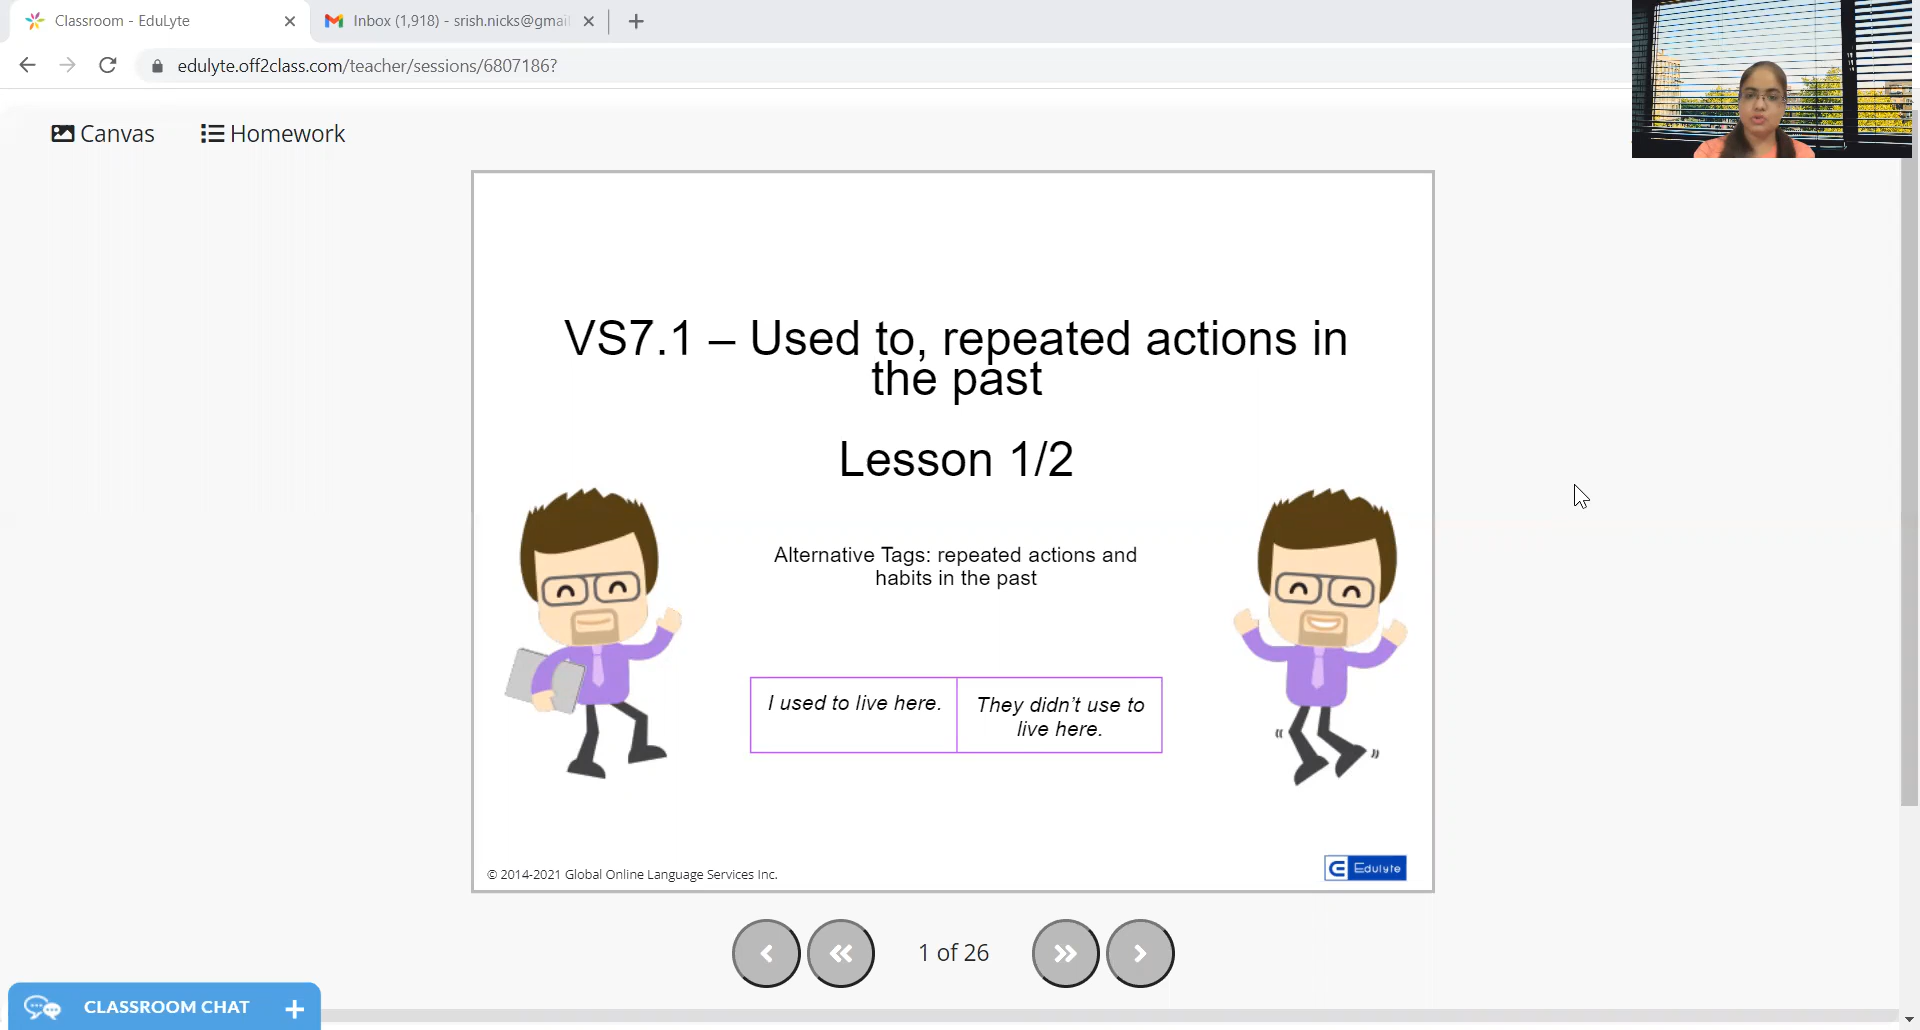 Classroom - EduLyte
Inbox (1,918) - srish.nicks@gmai
edulyte.off2class.com/teacher/sessions/6807186?
Canvas
Homework
VS7.1 – Used to, repeated actions in
the past
Lesson 1/2
Alternative Tags: repeated actions and
habits in the past
I used to live here.
They didn't use to
live here.
© 2014-2021 Global Online Language Services Inc.
Edulyte
1 of 26
CLASSROOM CHAT